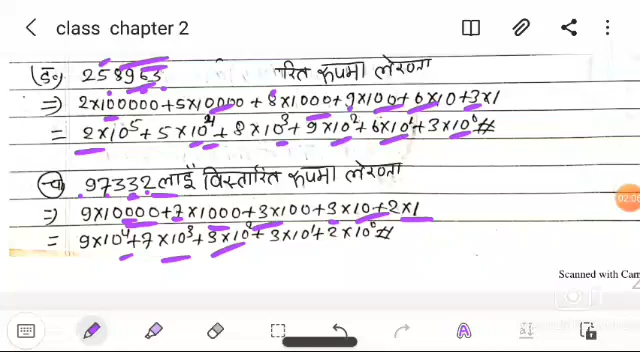 class chapter 2
(ङ) 258963 रित रूपमा लेख्ना
⇒ 2×100000+5×10000+8×1000+9×100+6×10+3×1
= 2×10⁵+5×10⁴+8×10³+9×10²+6×10¹+3×10⁰#
97332लाई विस्तारित रूपमा लेख्ना
⇒ 9×10000+7×1000+3×100+3×10+2×1
= 9×10⁴+7×10³+3×10²+3×10¹+2×10⁰#
02:06
Scanned with Cam